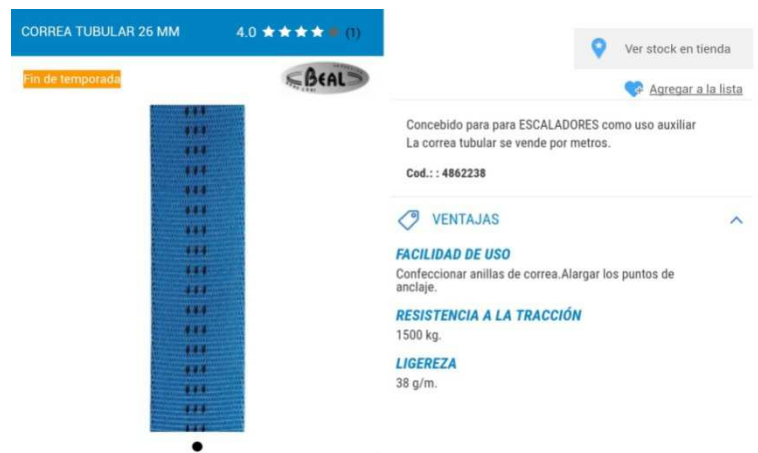 CORREA TUBULAR 26 MM
4.0 ★★★★★ (1)
Fin de temporada
BEAL
Ver stock en tienda
Agregar a la lista
Concebido para para ESCALADORES como uso auxiliar
La correa tubular se vende por metros.
Cod.: : 4862238
VENTAJAS
FACILIDAD DE USO
Confeccionar anillas de correa.Alargar los puntos de
anclaje.
RESISTENCIA A LA TRACCIÓN
1500 kg.
LIGEREZA
38 g/m.